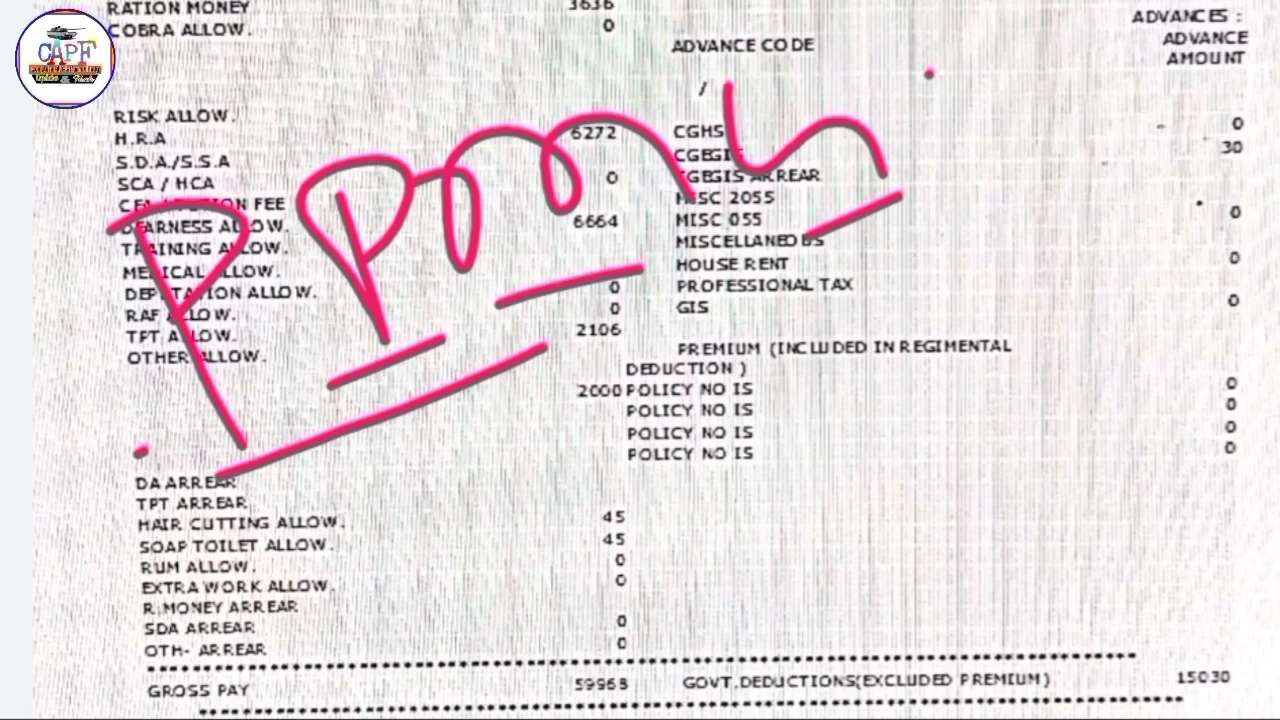 RATION MONEY 3636
COBRA ALLOW. 0
ADVANCES :
ADVANCE CODE ADVANCE
AMOUNT
/
CAPF
RISK ALLOW.
H.R.A 6272
S.D.A./S.S.A
SCA / HCA 0
FEE
DEARNESS ALLOW. 6664
TRAINING ALLOW.
MEDICAL ALLOW.
DEPUTATION ALLOW. 0
RAF ALLOW. 0
TPT ALLOW. 2106
OTHER ALLOW.
2000
CGHS 0
CGEGIS 30
CGEGIS ARREAR
MISC 2055
MISC 055 0
MISCELLANEOUS
HOUSE RENT 0
PROFESSIONAL TAX
GIS 0
PREMIUM (INCLUDED IN REGIMENTAL
DEDUCTION )
POLICY NO IS 0
POLICY NO IS 0
POLICY NO IS 0
POLICY NO IS 0
PPms
DA ARREAR
TPT ARREAR
HAIR CUTTING ALLOW. 45
SOAP TOILET ALLOW. 45
RUM ALLOW. 0
EXTRA WORK ALLOW. 0
R.MONEY ARREAR
SDA ARREAR 0
OTH- ARREAR 0
GROSS PAY 59968 GOVT.DEDUCTIONS(EXCLUDED PREMIUM) 15030